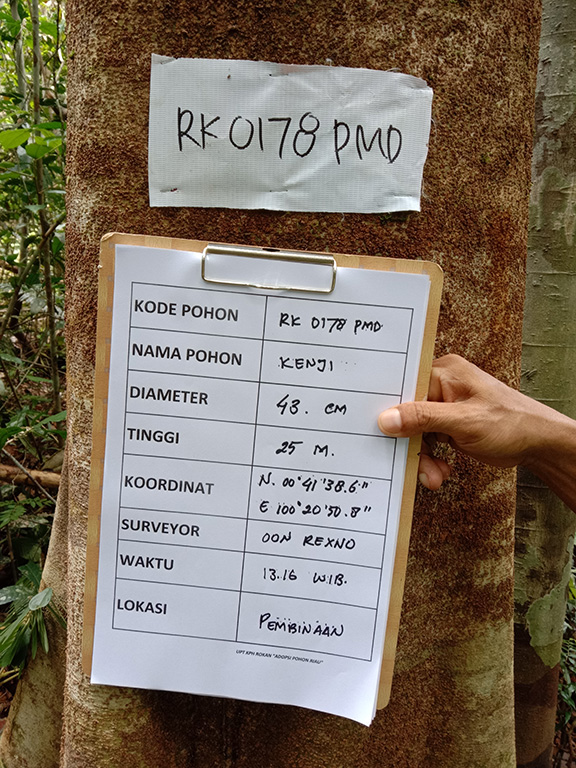 RK 0178 PMD
KODE POHON RK 0178 PMD
NAMA POHON KENJI
DIAMETER 43. CM
TINGGI 25 M.
KOORDINAT N. 00°41'38.6"
E 100°20'50.8"
SURVEYOR OON REXNO
WAKTU 13.16 WIB.
LOKASI PEMBINAAN
UPT KPH ROKAN "ADOPSI POHON RIAU"